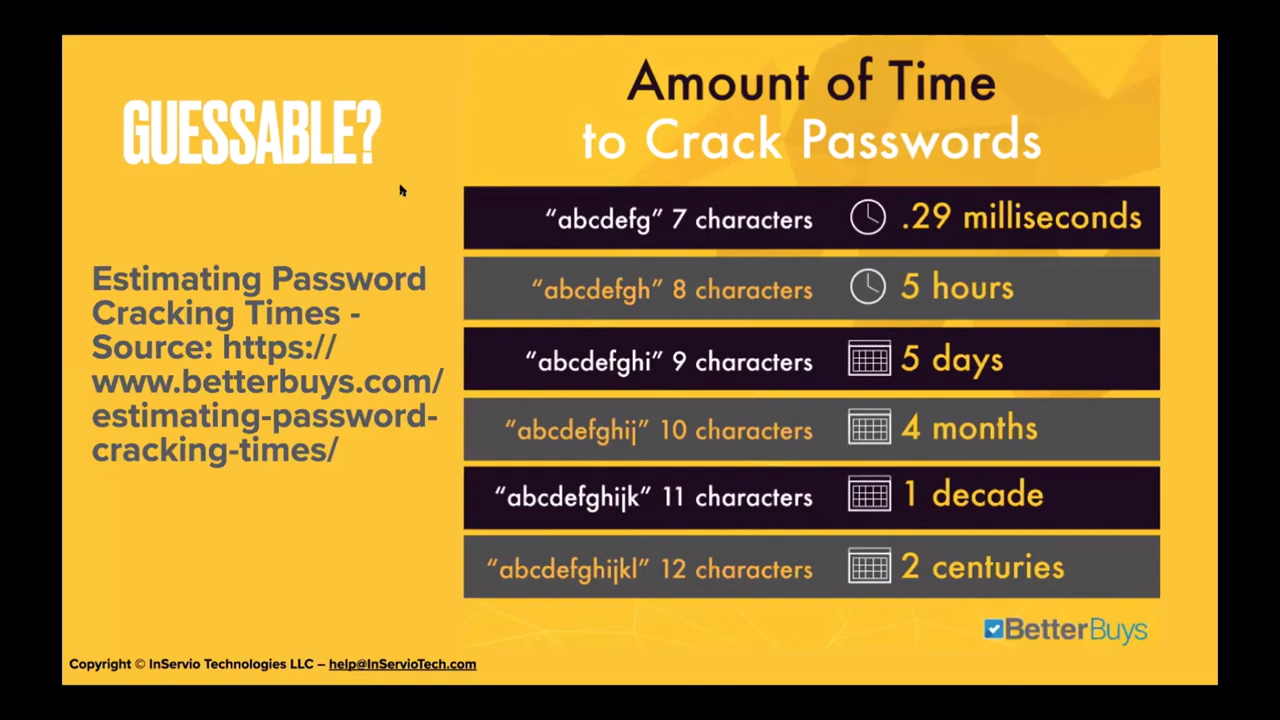 GUESSABLE?
Estimating Password
Cracking Times -
Source: https://
www.betterbuys.com/
estimating-password-
cracking-times/
Amount of Time
to Crack Passwords
“abcdefg” 7 characters .29 milliseconds
“abcdefgh” 8 characters 5 hours
“abcdefghi” 9 characters 5 days
“abcdefghij” 10 characters 4 months
“abcdefghijk” 11 characters 1 decade
“abcdefghijkl” 12 characters 2 centuries
BetterBuys
Copyright © InServio Technologies LLC – help@InServioTech.com